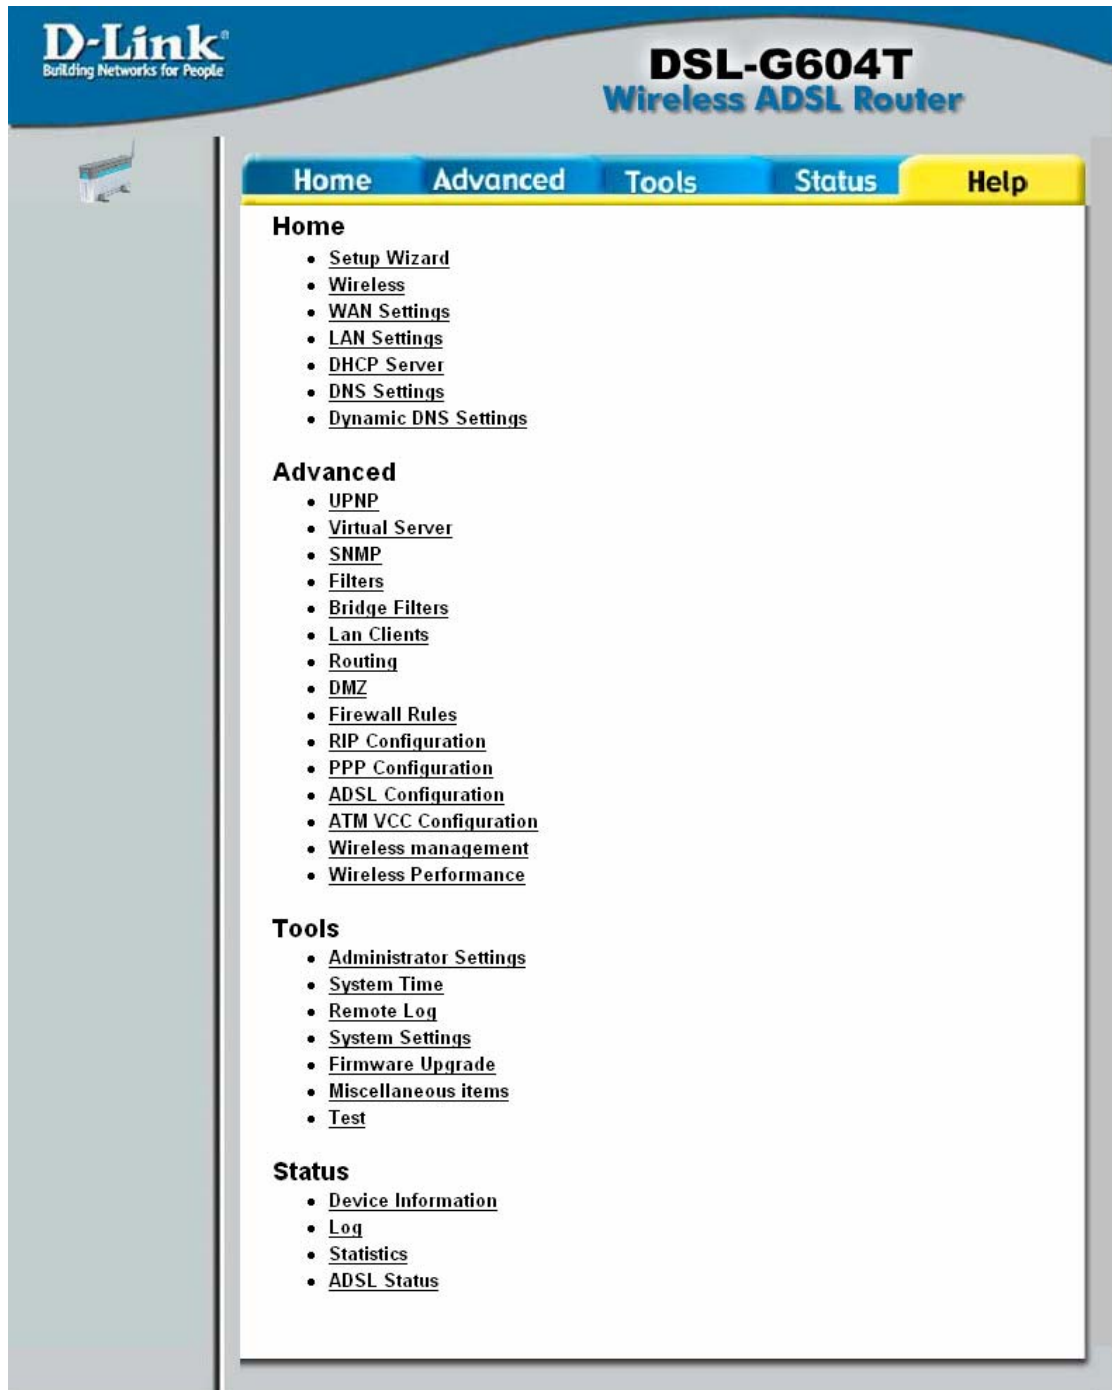 D-Link®
Building Networks for People
DSL-G604T
Wireless ADSL Router
Home Advanced Tools Status Help
Home
• Setup Wizard
• Wireless
• WAN Settings
• LAN Settings
• DHCP Server
• DNS Settings
• Dynamic DNS Settings
Advanced
• UPNP
• Virtual Server
• SNMP
• Filters
• Bridge Filters
• Lan Clients
• Routing
• DMZ
• Firewall Rules
• RIP Configuration
• PPP Configuration
• ADSL Configuration
• ATM VCC Configuration
• Wireless management
• Wireless Performance
Tools
• Administrator Settings
• System Time
• Remote Log
• System Settings
• Firmware Upgrade
• Miscellaneous items
• Test
Status
• Device Information
• Log
• Statistics
• ADSL Status